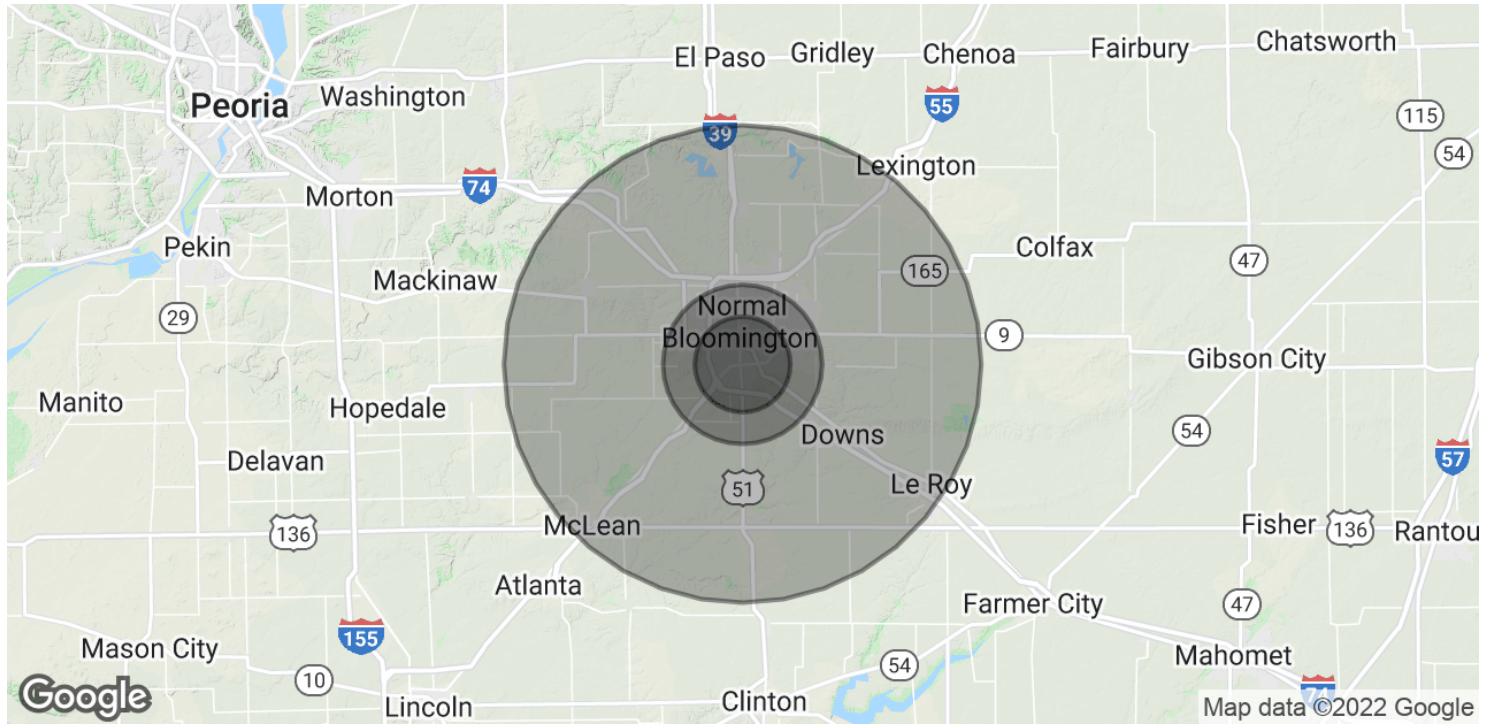 El Paso
Gridley
Chenoa
Fairbury
Chatsworth
Peoria
Washington
55
115
39
54
Lexington
74
Morton
Pekin
Colfax
47
165
Mackinaw
Normal
29
Bloomington
9
Gibson City
Manito
Hopedale
54
Downs
Delavan
57
51
Le Roy
McLean
136
Fisher
136
Rantou
Atlanta
Farmer City
47
155
Mason City
54
Mahomet
10
74
Google
Lincoln
Clinton
Map data ©2022 Google